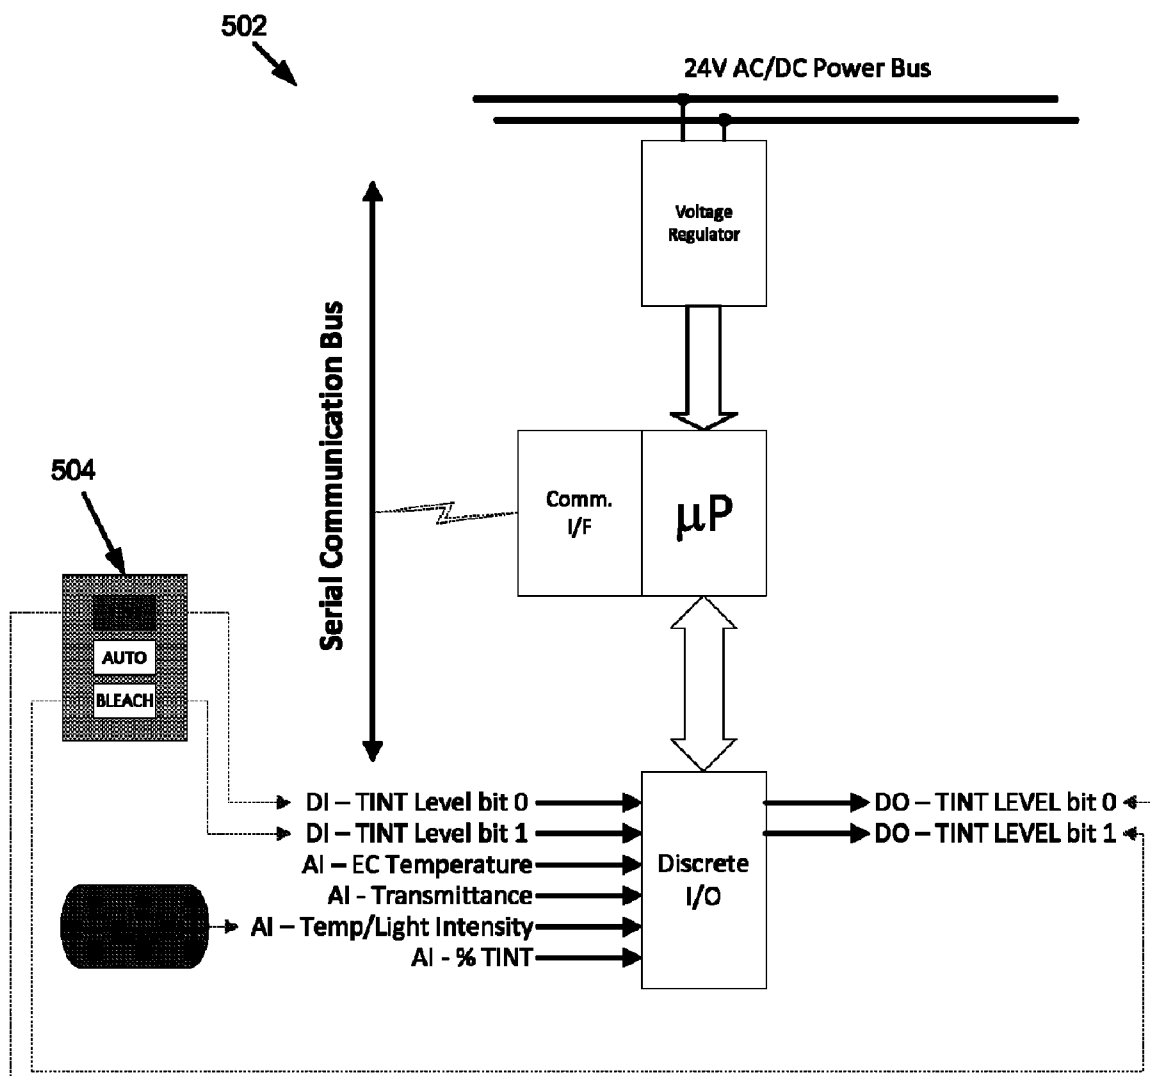 502
24V AC/DC Power Bus
Voltage
Regulator
Serial Communication Bus
Comm.
I/F
μP
504
AUTO
BLEACH
DI – TINT Level bit 0
DI – TINT Level bit 1
AI – EC Temperature
AI - Transmittance
AI – Temp/Light Intensity
AI - % TINT
Discrete
I/O
DO – TINT LEVEL bit 0
DO – TINT LEVEL bit 1